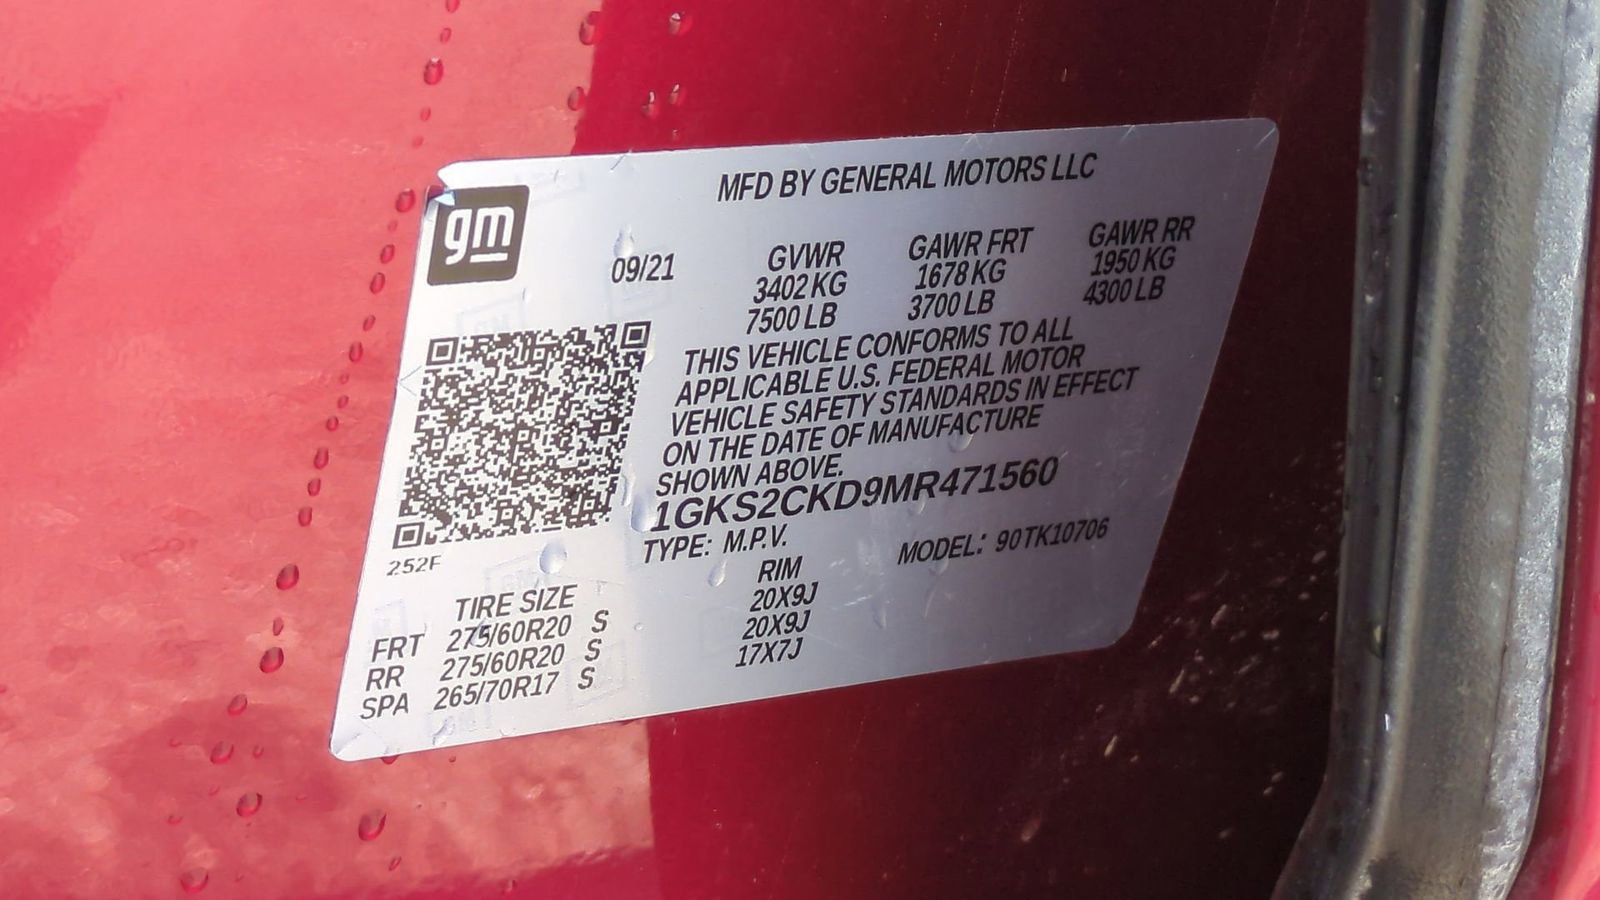 MFD BY GENERAL MOTORS LLC
gm
09/21
GVWR GAWR FRT GAWR RR
3402 KG 1678 KG 1950 KG
7500 LB 3700 LB 4300 LB
THIS VEHICLE CONFORMS TO ALL
APPLICABLE U.S. FEDERAL MOTOR
VEHICLE SAFETY STANDARDS IN EFFECT
ON THE DATE OF MANUFACTURE
SHOWN ABOVE.
1GKS2CKD9MR471560
TYPE: M.P.V. MODEL: 90TK10706
252F
TIRE SIZE RIM
FRT 275/60R20 S 20X9J
RR 275/60R20 S 20X9J
SPA 265/70R17 S 17X7J